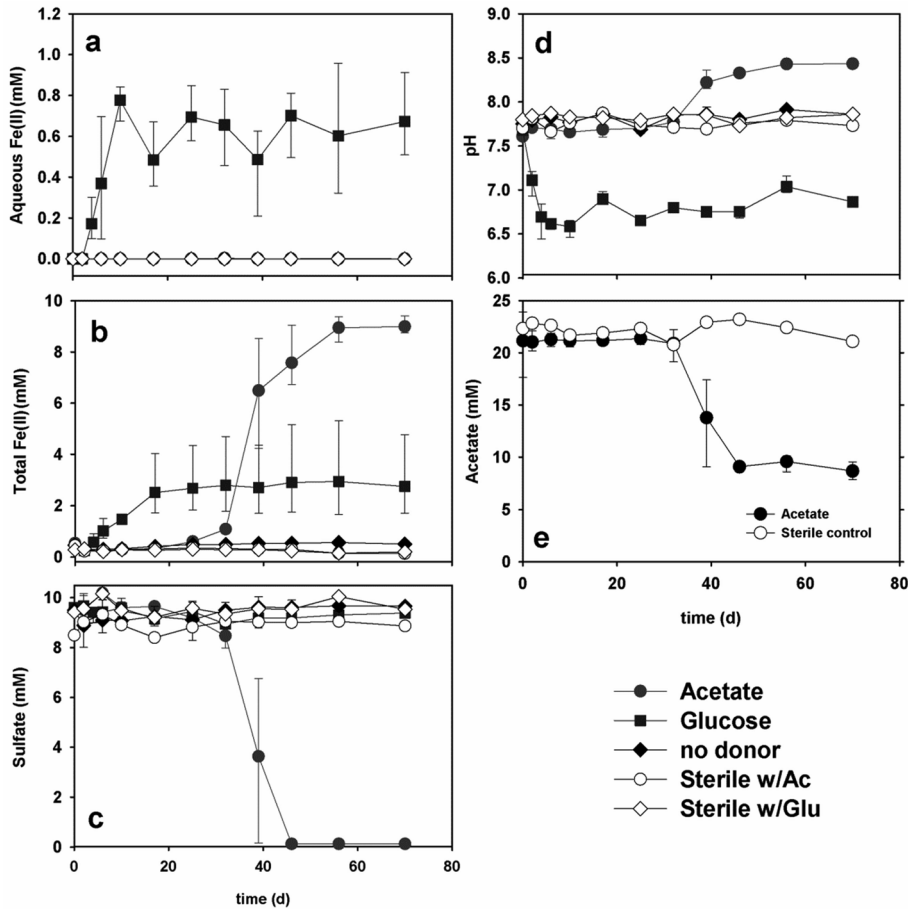 a
Aqueous Fe(II) (mM)
1.2
1.0
0.8
0.6
0.4
0.2
0.0
b
Total Fe(II) (mM)
10
8
6
4
2
0
c
Sulfate (mM)
10
8
6
4
2
0
0 20 40 60 80
time (d)
d
pH
9.0
8.5
8.0
7.5
7.0
6.5
6.0
e
Acetate (mM)
25
20
15
10
5
0
Acetate
Sterile control
0 20 40 60 80
time (d)
Acetate
Glucose
no donor
Sterile w/Ac
Sterile w/Glu